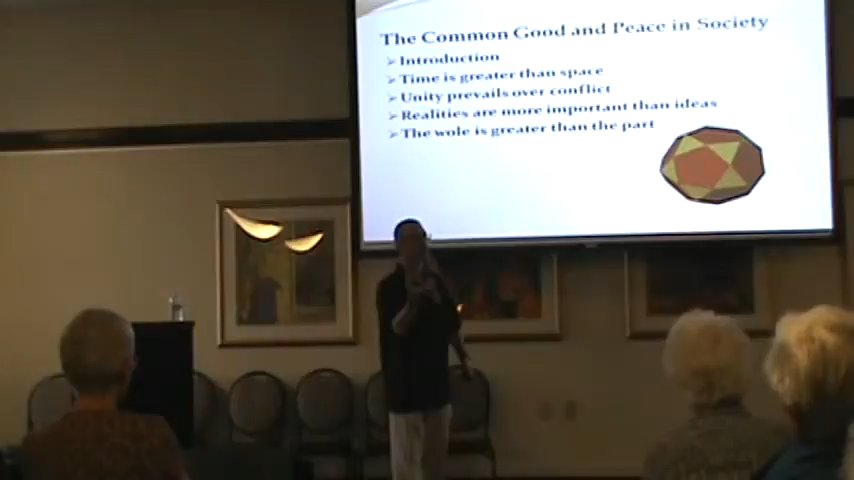 The Common Good and Peace in Society
Introduction
Time is greater than space
Unity prevails over conflict
Realities are more important than ideas
The wole is greater than the part